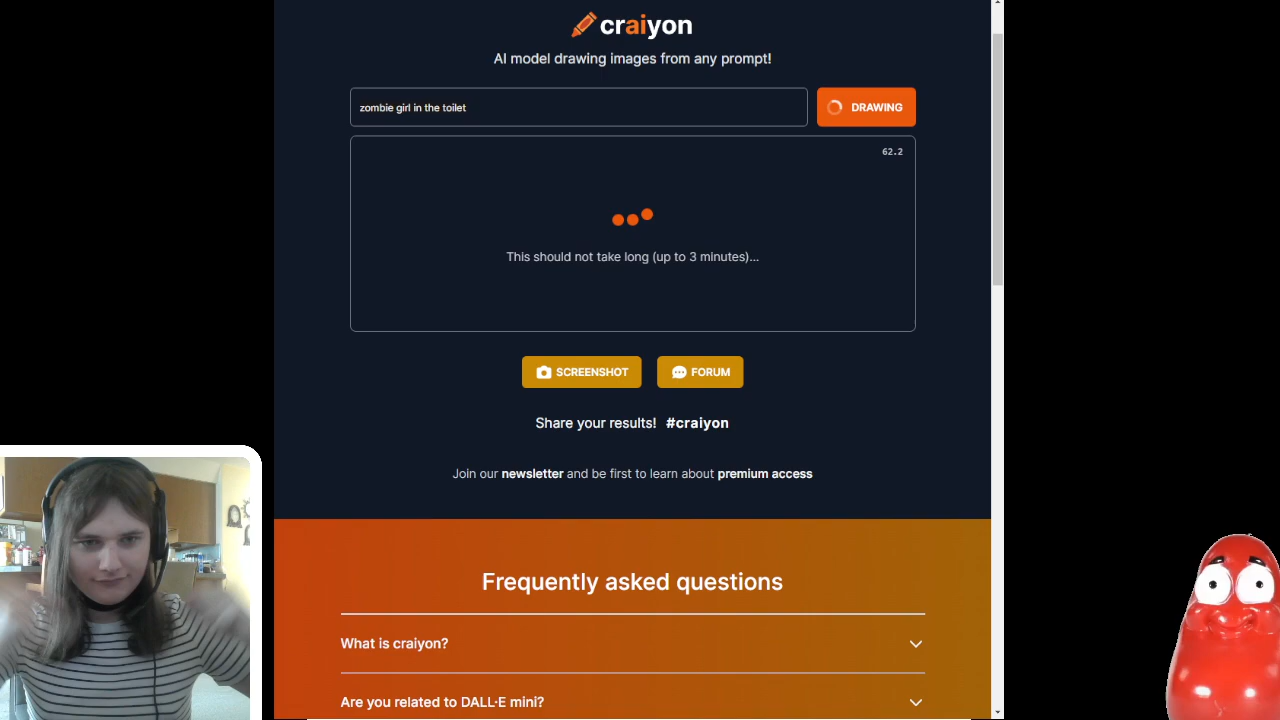 craiyon
AI model drawing images from any prompt!
zombie girl in the toilet
DRAWING
62.2
This should not take long (up to 3 minutes)...
SCREENSHOT
FORUM
Share your results! #craiyon
Join our newsletter and be first to learn about premium access
Frequently asked questions
What is craiyon?
Are you related to DALL·E mini?